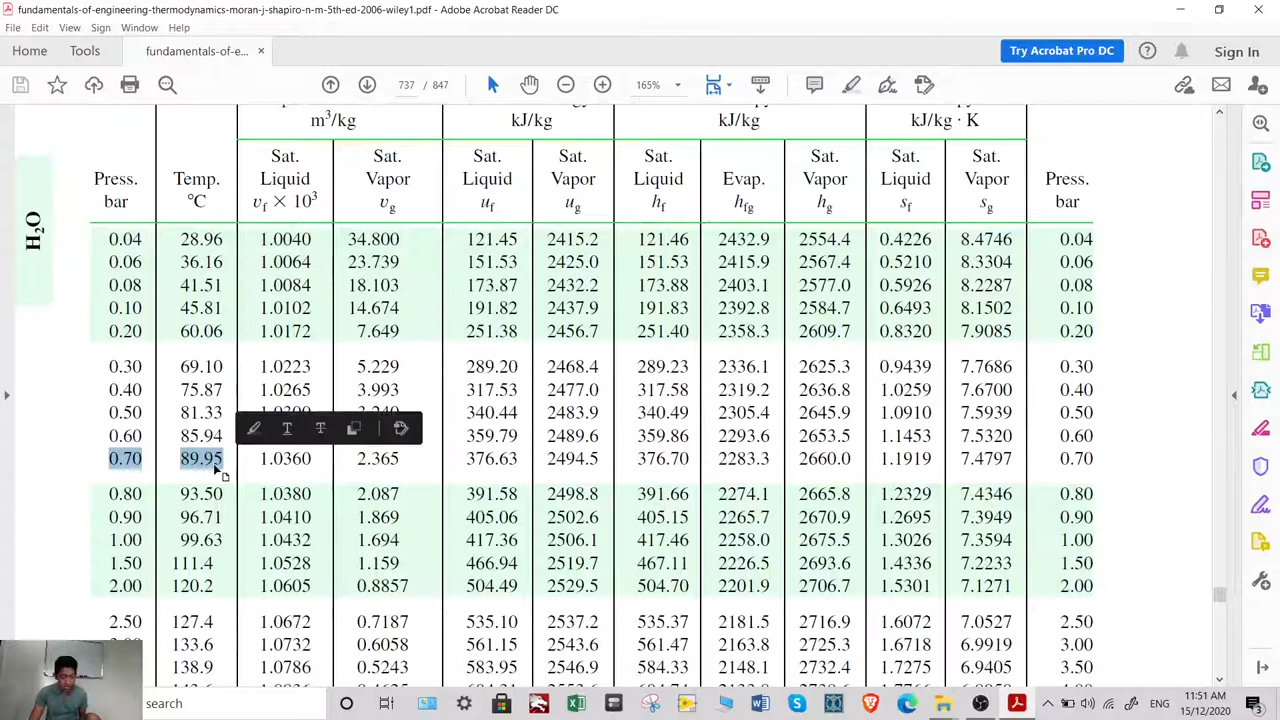 fundamentals-of-engineering-thermodynamics-moran-j-shapiro-n-m-5th-ed-2006-wiley1.pdf - Adobe Acrobat Reader DC
File Edit View Sign Window Help
Home Tools fundamentals-of-e... × Try Acrobat Pro DC Sign In
737 / 847 165%
m³/kg kJ/kg kJ/kg kJ/kg · K
Sat. Sat. Sat. Sat. Sat. Sat. Sat. Sat.
Press. Temp. Liquid Vapor Liquid Vapor Liquid Evap. Vapor Liquid Vapor Press.
bar °C vf × 10³ vg uf ug hf hfg hg sf sg bar
H₂O
0.04 28.96 1.0040 34.800 121.45 2415.2 121.46 2432.9 2554.4 0.4226 8.4746 0.04
0.06 36.16 1.0064 23.739 151.53 2425.0 151.53 2415.9 2567.4 0.5210 8.3304 0.06
0.08 41.51 1.0084 18.103 173.87 2432.2 173.88 2403.1 2577.0 0.5926 8.2287 0.08
0.10 45.81 1.0102 14.674 191.82 2437.9 191.83 2392.8 2584.7 0.6493 8.1502 0.10
0.20 60.06 1.0172 7.649 251.38 2456.7 251.40 2358.3 2609.7 0.8320 7.9085 0.20
0.30 69.10 1.0223 5.229 289.20 2468.4 289.23 2336.1 2625.3 0.9439 7.7686 0.30
0.40 75.87 1.0265 3.993 317.53 2477.0 317.58 2319.2 2636.8 1.0259 7.6700 0.40
0.50 81.33 340.44 2483.9 340.49 2305.4 2645.9 1.0910 7.5939 0.50
0.60 85.94 359.79 2489.6 359.86 2293.6 2653.5 1.1453 7.5320 0.60
0.70 89.95 1.0360 2.365 376.63 2494.5 376.70 2283.3 2660.0 1.1919 7.4797 0.70
0.80 93.50 1.0380 2.087 391.58 2498.8 391.66 2274.1 2665.8 1.2329 7.4346 0.80
0.90 96.71 1.0410 1.869 405.06 2502.6 405.15 2265.7 2670.9 1.2695 7.3949 0.90
1.00 99.63 1.0432 1.694 417.36 2506.1 417.46 2258.0 2675.5 1.3026 7.3594 1.00
1.50 111.4 1.0528 1.159 466.94 2519.7 467.11 2226.5 2693.6 1.4336 7.2233 1.50
2.00 120.2 1.0605 0.8857 504.49 2529.5 504.70 2201.9 2706.7 1.5301 7.1271 2.00
2.50 127.4 1.0672 0.7187 535.10 2537.2 535.37 2181.5 2716.9 1.6072 7.0527 2.50
133.6 1.0732 0.6058 561.15 2543.6 561.47 2163.8 2725.3 1.6718 6.9919 3.00
138.9 1.0786 0.5243 583.95 2546.9 584.33 2148.1 2732.4 1.7275 6.9405 3.50
search ENG 11:51 AM
15/12/2020